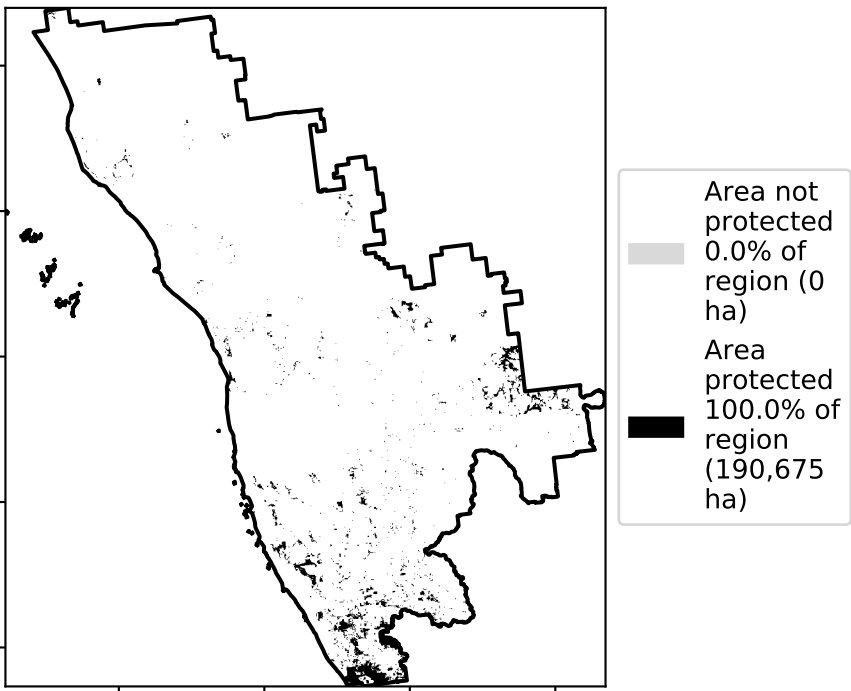 Area not
protected
0.0% of
region (0
ha)
Area
protected
100.0% of
region
(190,675
ha)